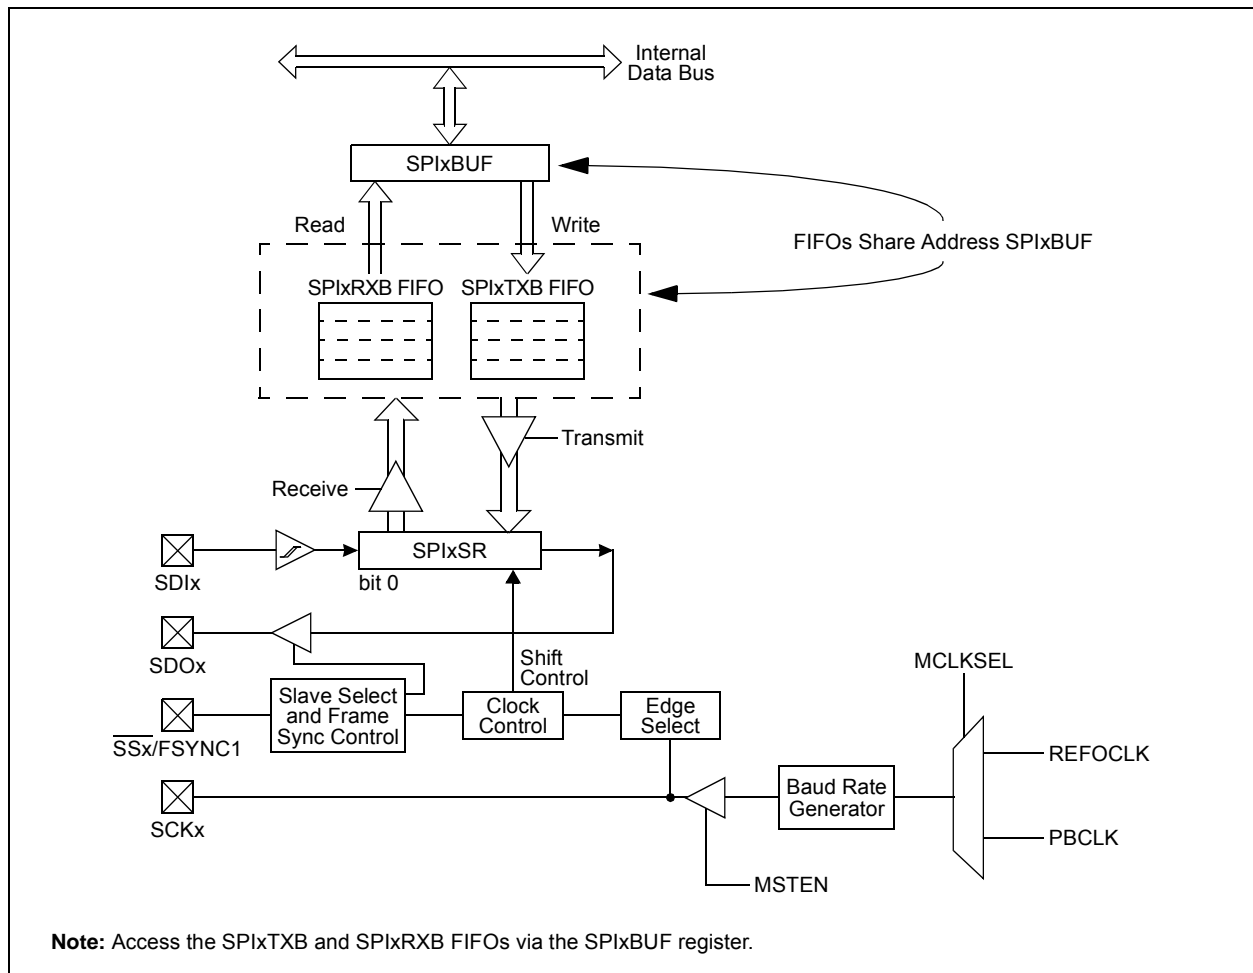 Internal
Data Bus
SPIxBUF
Read
Write
FIFOs Share Address SPIxBUF
SPIxRXB FIFO
SPIxTXB FIFO
Transmit
Receive
SPIxSR
SDIx
bit 0
SDOx
Shift
Control
MCLKSEL
Slave Select
and Frame
Sync Control
Clock
Control
Edge
Select
SSx/FSYNC1
REFOCLK
Baud Rate
Generator
SCKx
PBCLK
MSTEN
Note: Access the SPIxTXB and SPIxRXB FIFOs via the SPIxBUF register.